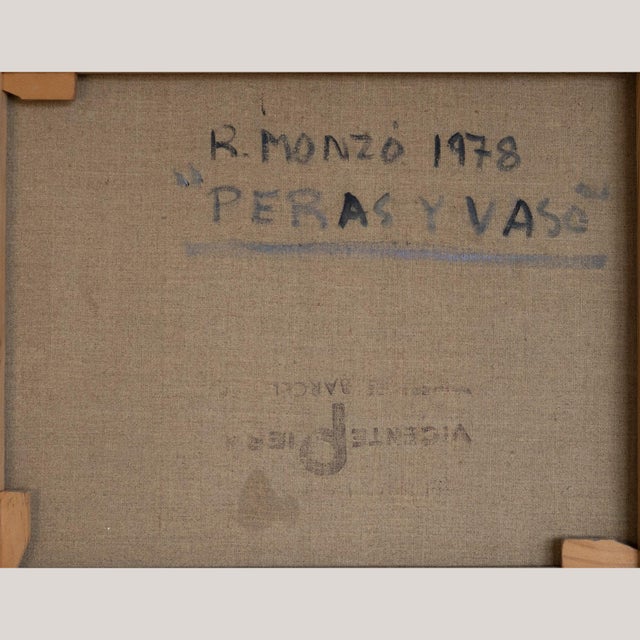 R. MONZÓ 1978
"PERAS Y VASO"
VICENTE PIERA